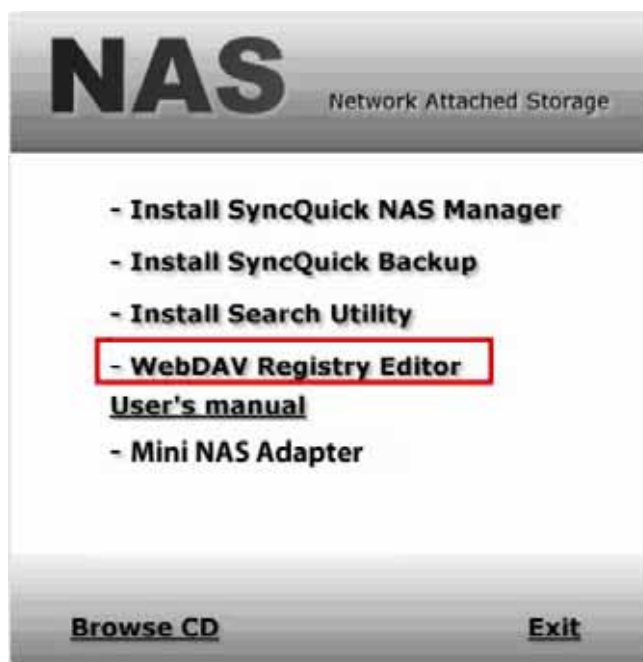 NAS Network Attached Storage
- Install SyncQuick NAS Manager
- Install SyncQuick Backup
- Install Search Utility
- WebDAV Registry Editor
User's manual
- Mini NAS Adapter
Browse CD Exit